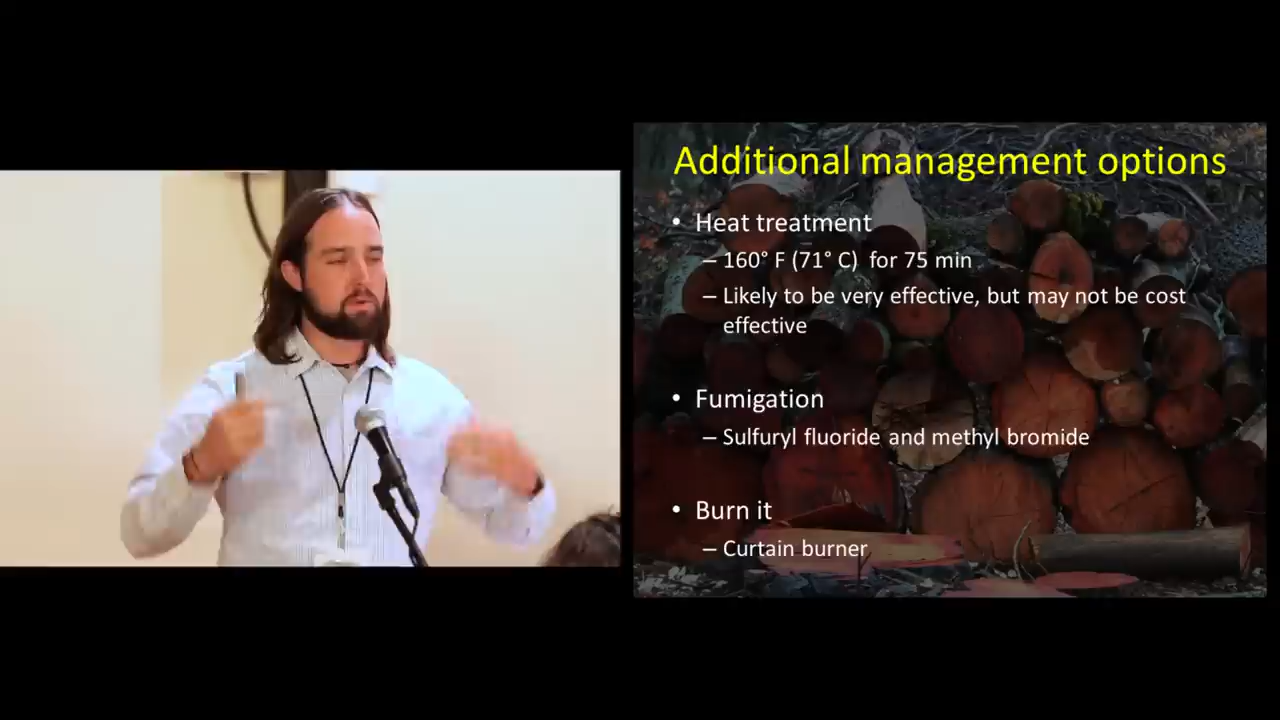 Additional management options
• Heat treatment
– 160° F (71° C) for 75 min
– Likely to be very effective, but may not be cost
effective
• Fumigation
– Sulfuryl fluoride and methyl bromide
• Burn it
– Curtain burner